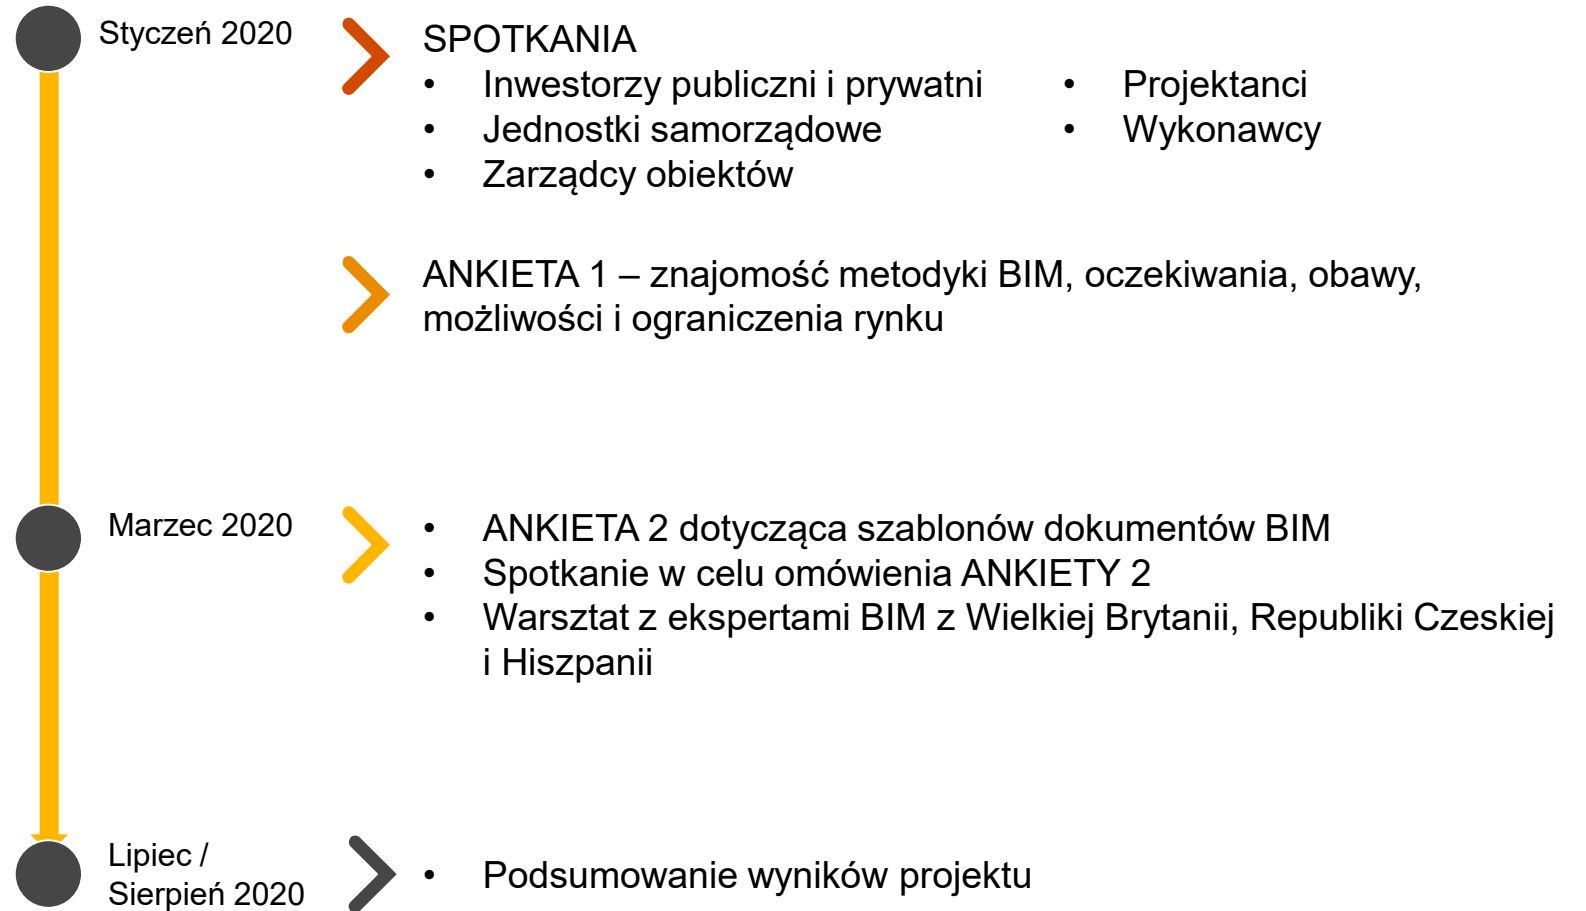 Styczeń 2020
SPOTKANIA
• Inwestorzy publiczni i prywatni
• Jednostki samorządowe
• Zarządcy obiektów
• Projektanci
• Wykonawcy
ANKIETA 1 – znajomość metodyki BIM, oczekiwania, obawy,
możliwości i ograniczenia rynku
Marzec 2020
• ANKIETA 2 dotycząca szablonów dokumentów BIM
• Spotkanie w celu omówienia ANKIETY 2
• Warsztat z ekspertami BIM z Wielkiej Brytanii, Republiki Czeskiej
i Hiszpanii
Lipiec /
Sierpień 2020
• Podsumowanie wyników projektu